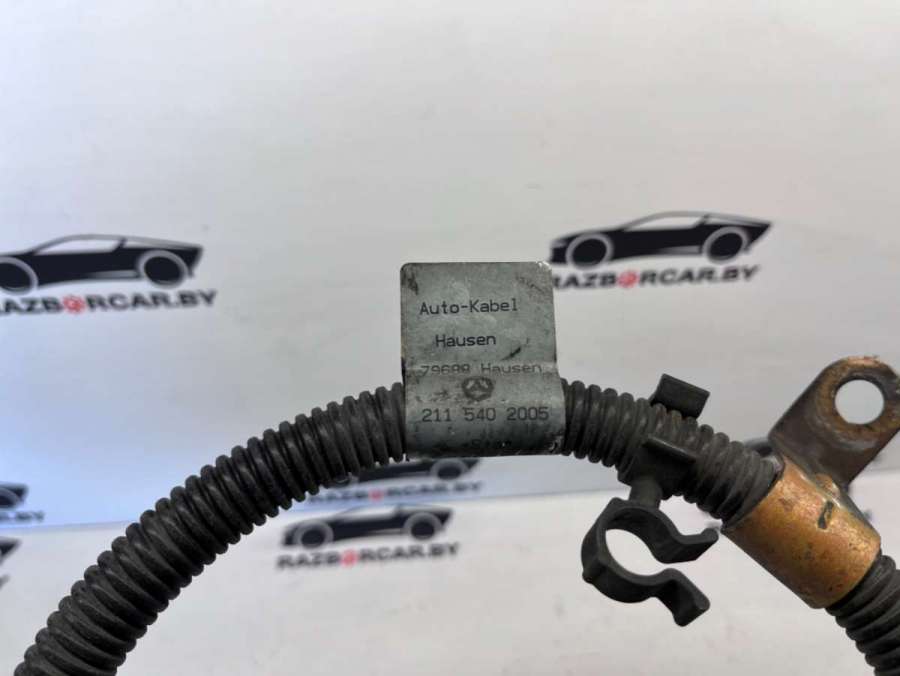 RAZBORCAR.BY
RAZBORCAR.BY
Auto-Kabel
Hausen
79688 Hausen
211 540 2005
RAZBORCAR.BY